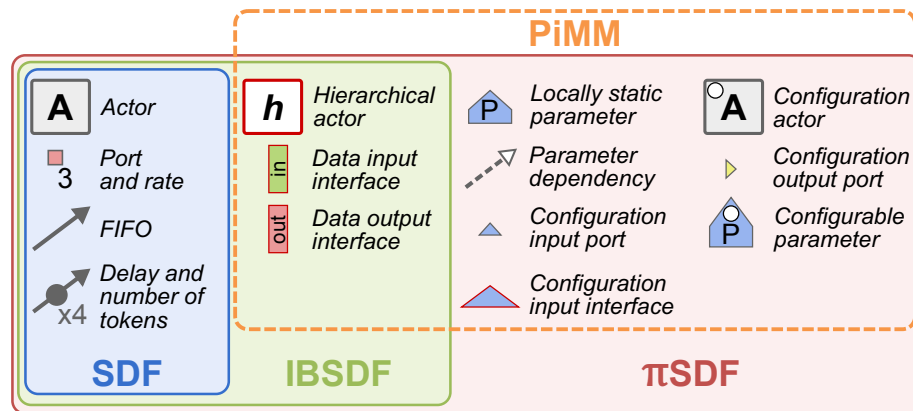 PiMM
A
Actor
3
Port
and rate
FIFO
x4
Delay and
number of
tokens
SDF
h
Hierarchical
actor
in
Data input
interface
out
Data output
interface
IBSDF
P
Locally static
parameter
Parameter
dependency
Configuration
input port
Configuration
input interface
A
Configuration
actor
Configuration
output port
P
Configurable
parameter
πSDF